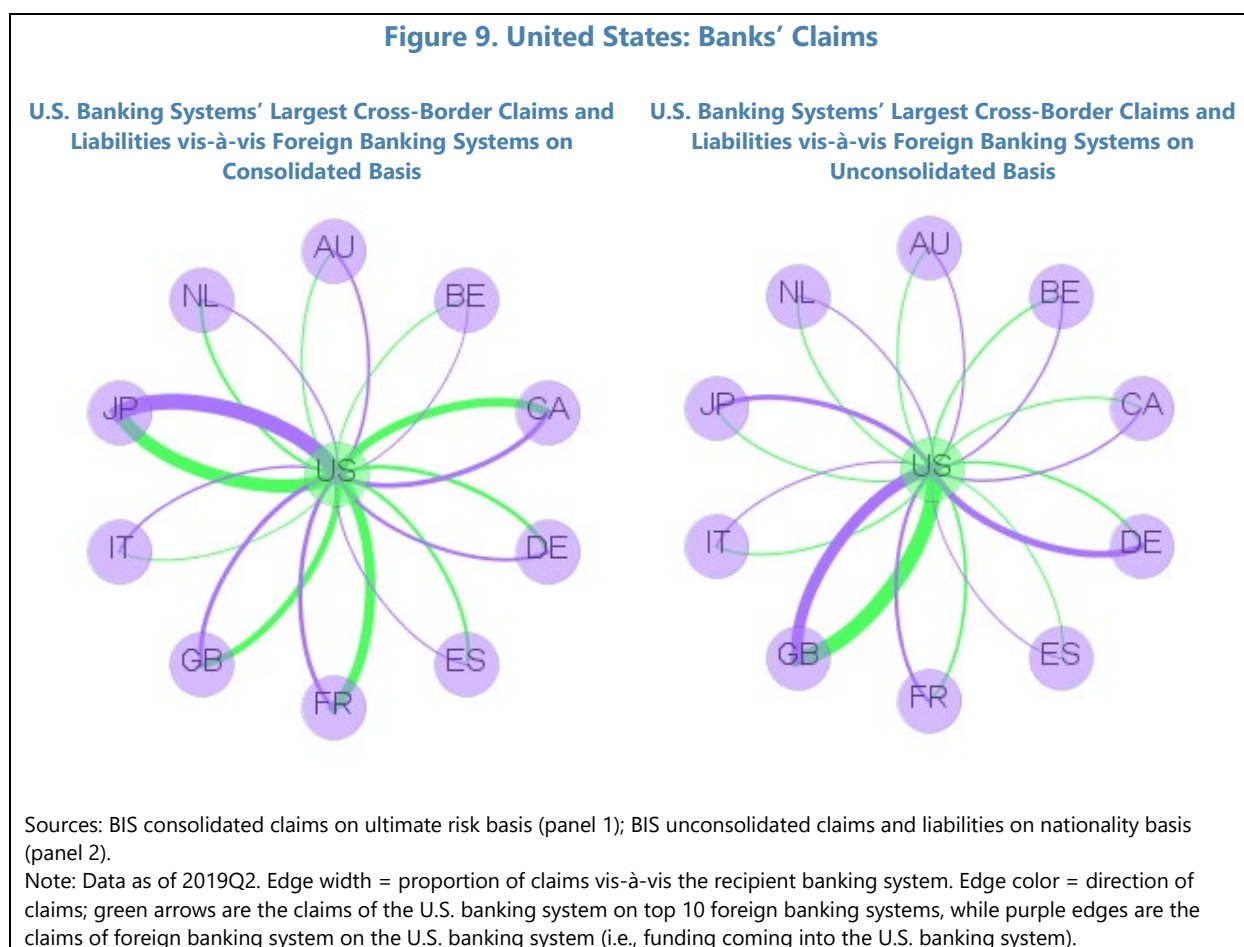 Figure 9. United States: Banks’ Claims
U.S. Banking Systems’ Largest Cross-Border Claims and
Liabilities vis-à-vis Foreign Banking Systems on
Consolidated Basis
U.S. Banking Systems’ Largest Cross-Border Claims and
Liabilities vis-à-vis Foreign Banking Systems on
Unconsolidated Basis
AU
NL
BE
JP
CA
US
IT
DE
GB
ES
FR
AU
NL
BE
JP
CA
US
IT
DE
GB
ES
FR
Sources: BIS consolidated claims on ultimate risk basis (panel 1); BIS unconsolidated claims and liabilities on nationality basis
(panel 2).
Note: Data as of 2019Q2. Edge width = proportion of claims vis-à-vis the recipient banking system. Edge color = direction of
claims; green arrows are the claims of the U.S. banking system on top 10 foreign banking systems, while purple edges are the
claims of foreign banking system on the U.S. banking system (i.e., funding coming into the U.S. banking system).